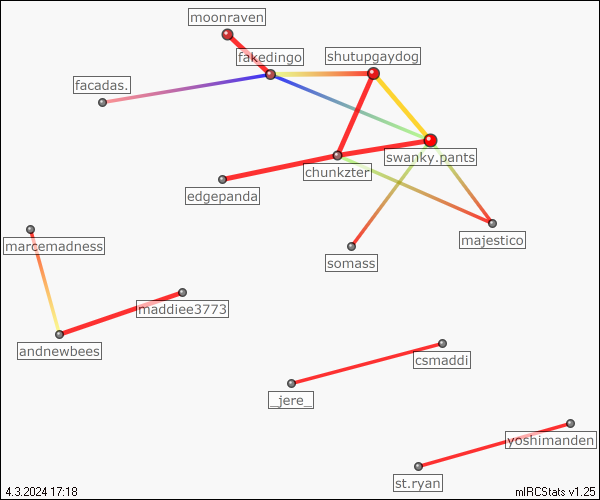 moonraven
fakedingo
shutupgaydog
facadas.
swanky.pants
chunkzter
edgepanda
majestico
marcemadness
somass
maddiee3773
andnewbees
csmaddi
_jere_
yoshimanden
st.ryan
4.3.2024 17:18
mIRCStats v1.25